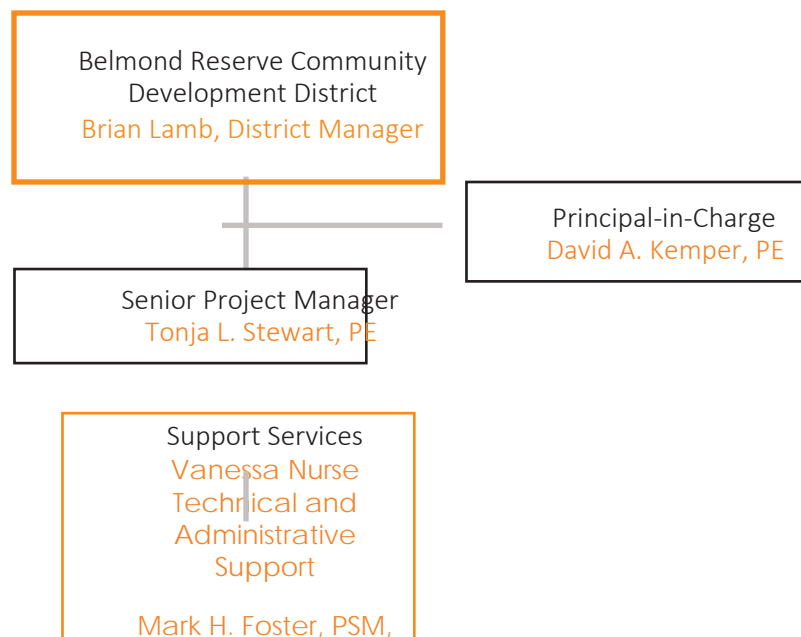 Belmond Reserve Community
Development District
Brian Lamb, District Manager
Principal-in-Charge
David A. Kemper, PE
Senior Project Manager
Tonja L. Stewart, PE
Support Services
Vanessa Nurse
Technical and
Administrative
Support
Mark H. Foster, PSM,